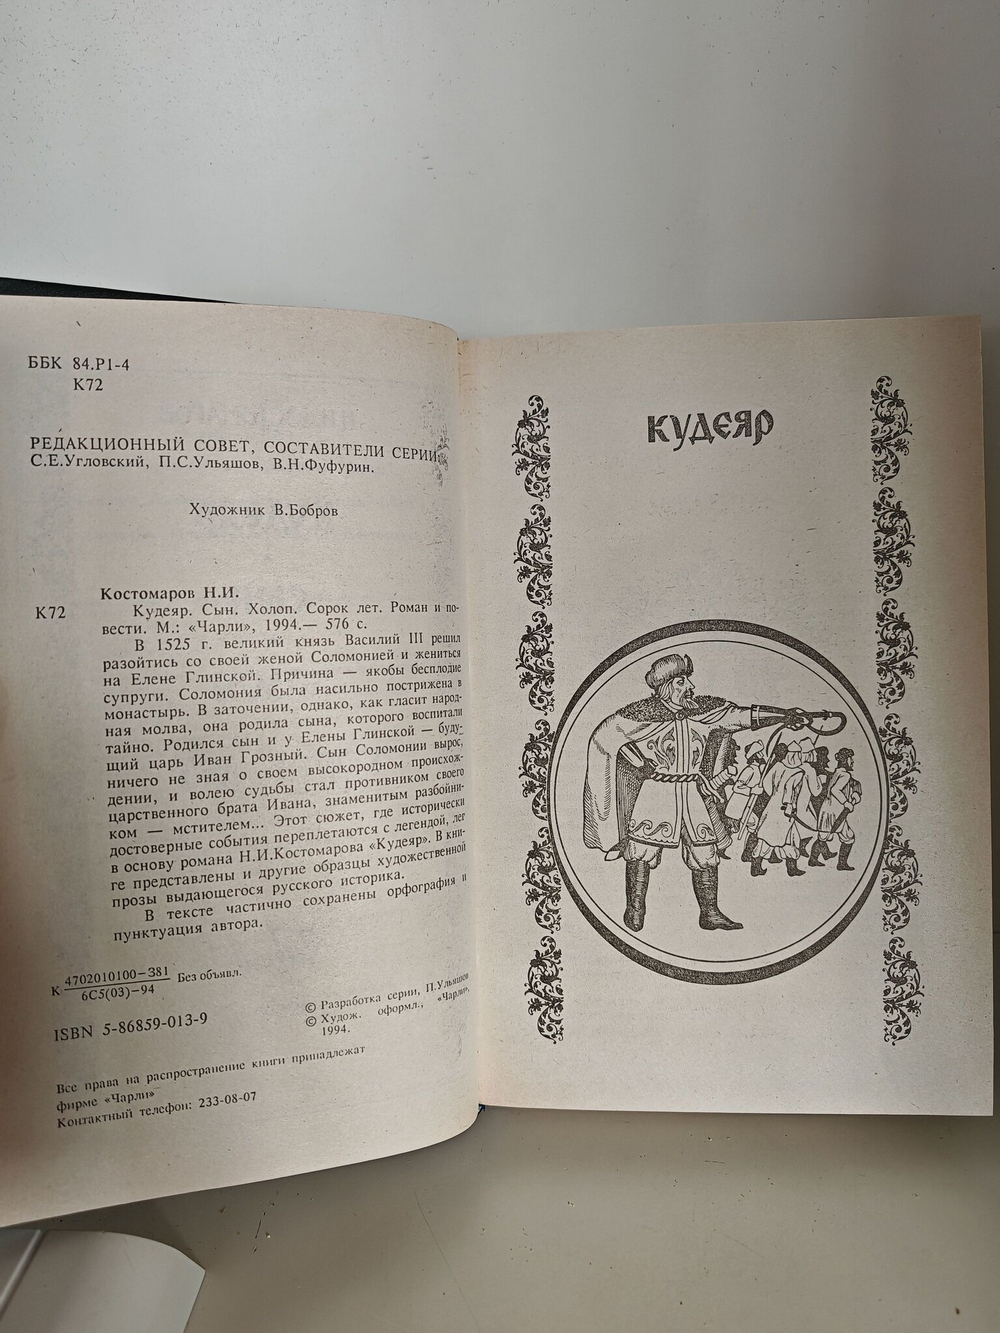 ББК 84.Р1-4
К72
РЕДАКЦИОННЫЙ СОВЕТ, СОСТАВИТЕЛИ СЕРИИ:
С.Е.Угловский, П.С.Ульяшов, В.Н.Фуфурин.
Художник В.Бобров
Костомаров Н.И.
К72 Кудеяр. Сын. Холоп. Сорок лет. Роман и по-
вести. М.: «Чарли», 1994.— 576 с.
В 1525 г. великий князь Василий III решил
разойтись со своей женой Соломонией и жениться
на Елене Глинской. Причина — якобы бесплодие
супруги. Соломония была насильно пострижена в
монастырь. В заточении, однако, как гласит народ-
ная молва, она родила сына, которого воспитали
тайно. Родился сын и у Елены Глинской — буду-
щий царь Иван Грозный. Сын Соломонии вырос,
ничего не зная о своем высокородном происхож-
дении, и волею судьбы стал противником своего
царственного брата Ивана, знаменитым разбойни-
ком — мстителем... Этот сюжет, где исторически
достоверные события переплетаются с легендой, лег
в основу романа Н.И.Костомарова «Кудеяр». В кни-
ге представлены и другие образцы художественной
прозы выдающегося русского историка.
В тексте частично сохранены орфография и
пунктуация автора.
К 4702010100—381 Без объявл.
6С5(03)—94
ISBN 5-86859-013-9
© Разработка серии, П.Ульяшов
© Худож. оформл., «Чарли»,
1994.
Все права на распространение книги принадлежат
фирме «Чарли»
Контактный телефон: 233-08-07
КУДЕЯР